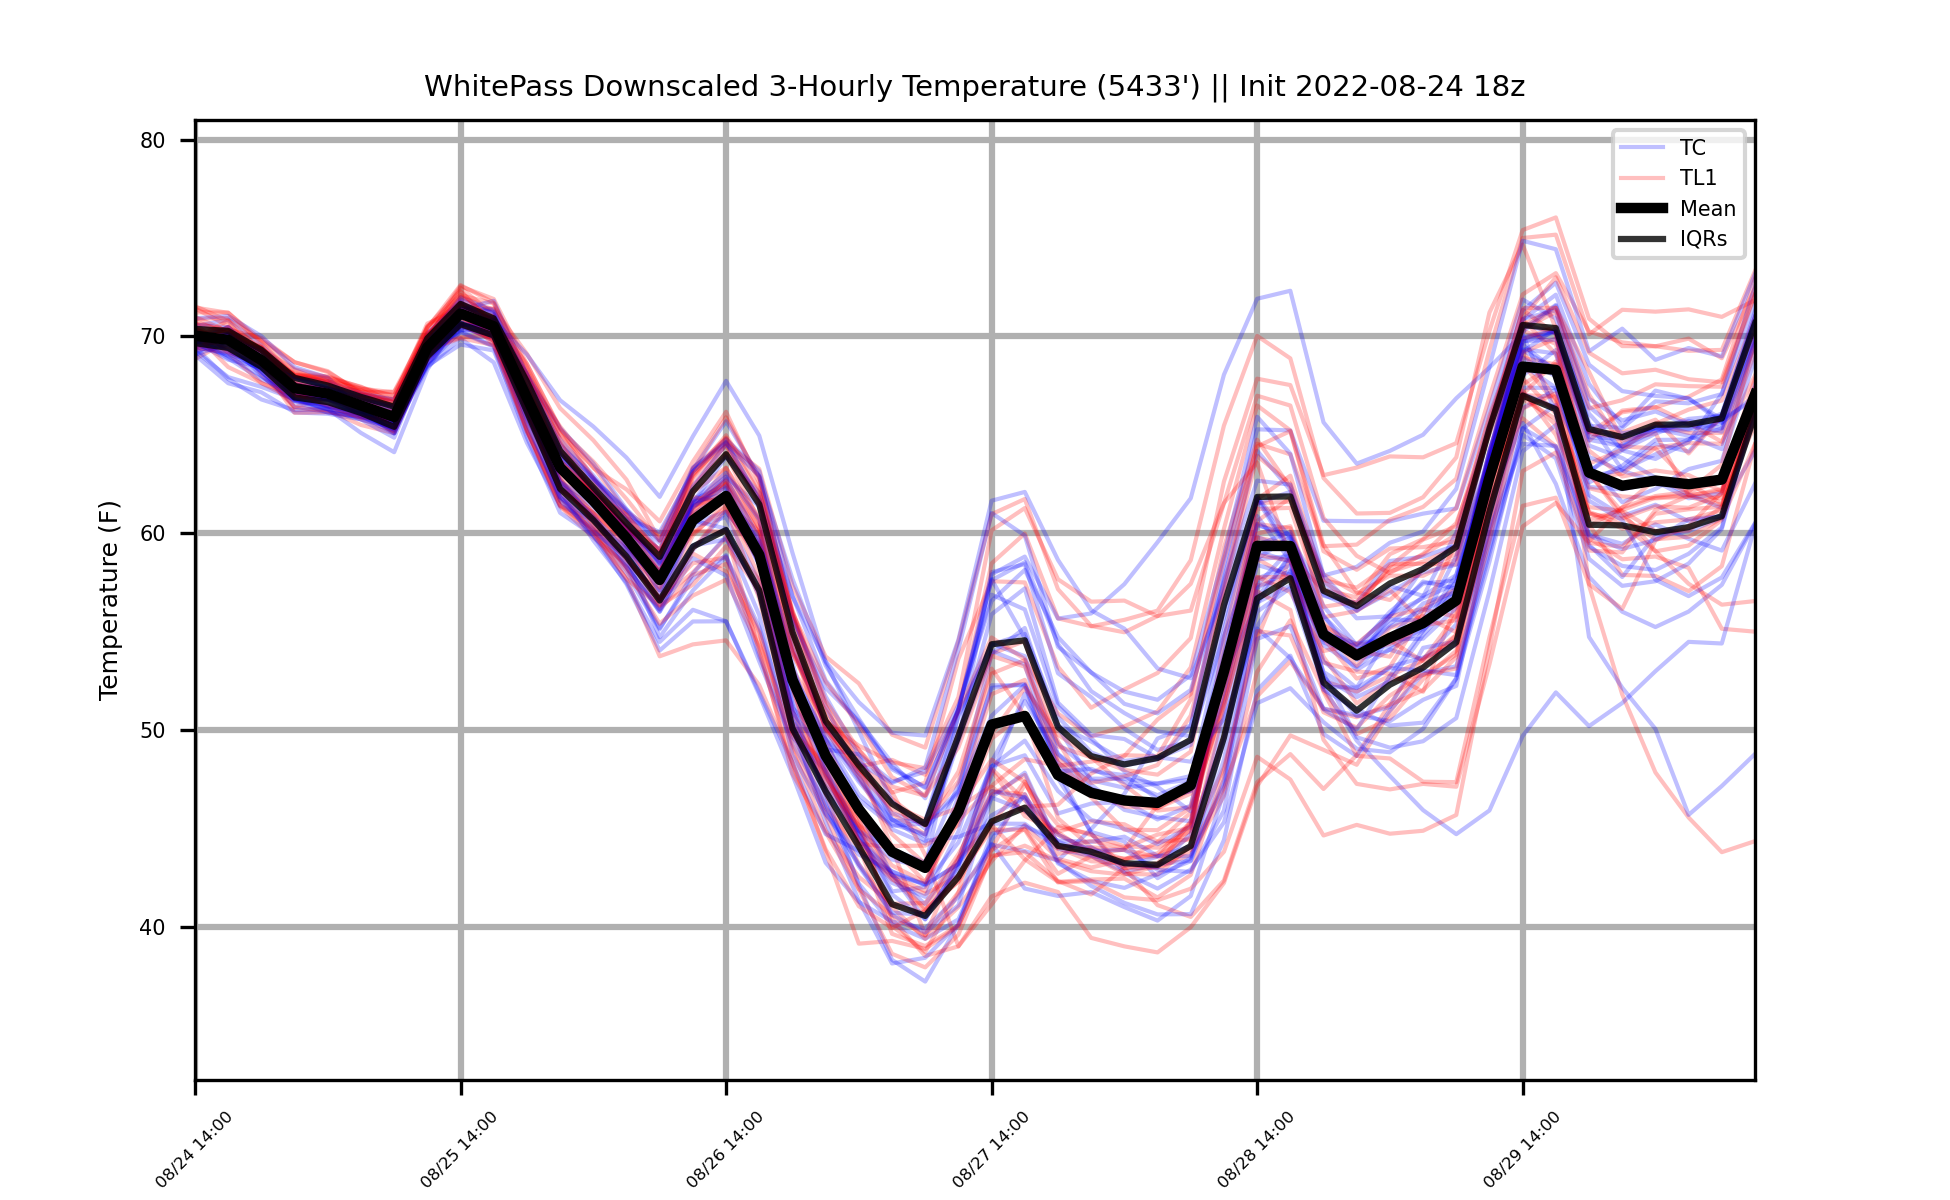 WhitePass Downscaled 3-Hourly Temperature (5433') || Init 2022-08-24 18z
80
70
60
50
40
Temperature (F)
TC
TL1
Mean
IQRs
08/24 14:00
08/25 14:00
08/26 14:00
08/27 14:00
08/28 14:00
08/29 14:00